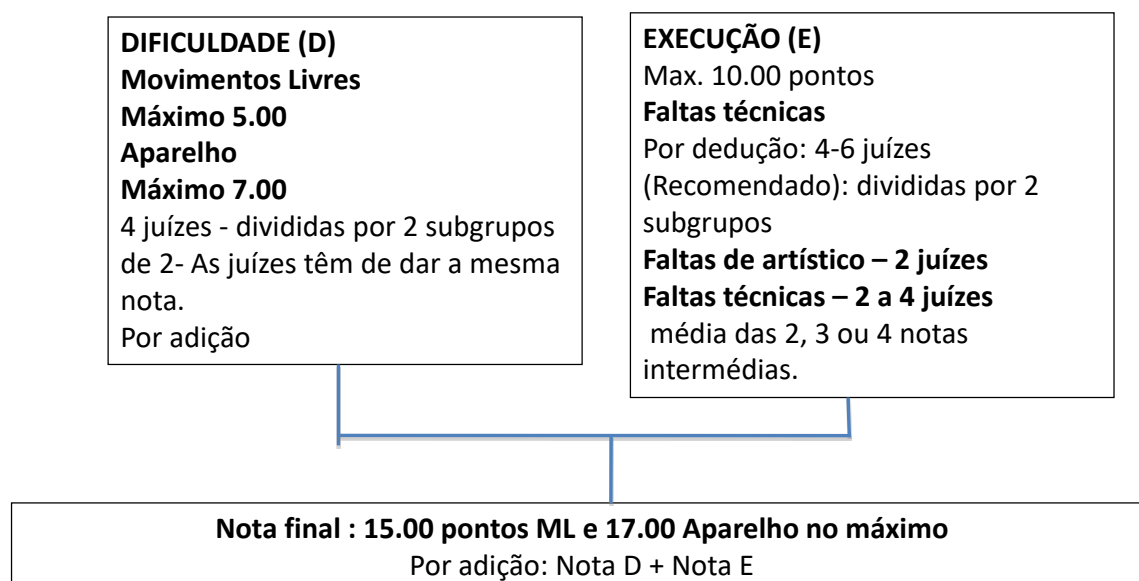 DIFICULDADE (D)
Movimentos Livres
Máximo 5.00
Aparelho
Máximo 7.00
4 juízes - divididas por 2 subgrupos
de 2- As juízes têm de dar a mesma
nota.
Por adição
EXECUÇÃO (E)
Max. 10.00 pontos
Faltas técnicas
Por dedução: 4-6 juízes
(Recomendado): divididas por 2
subgrupos
Faltas de artístico – 2 juízes
Faltas técnicas – 2 a 4 juízes
média das 2, 3 ou 4 notas
intermédias.
Nota final : 15.00 pontos ML e 17.00 Aparelho no máximo
Por adição: Nota D + Nota E